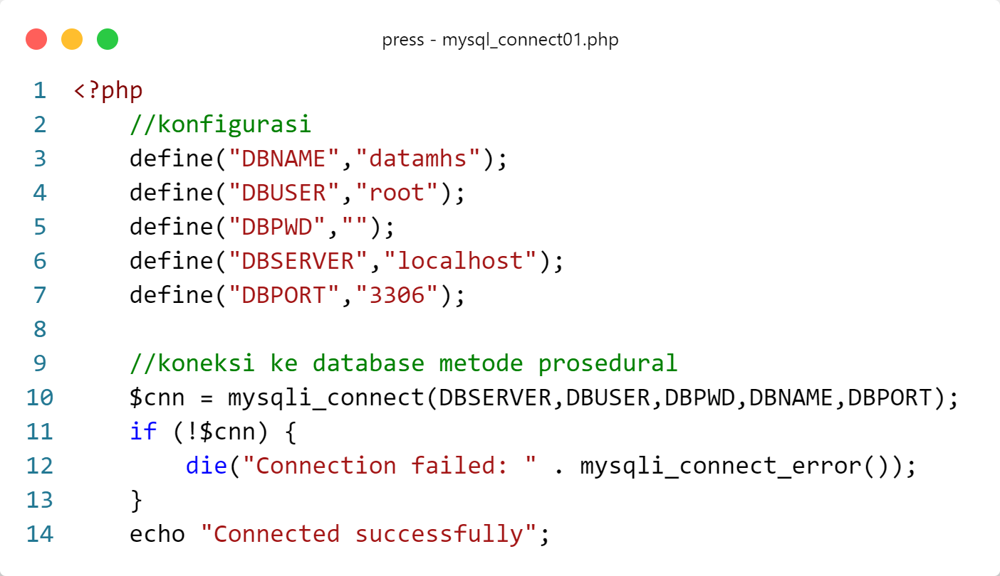 press - mysql_connect01.php
1 <?php
2     //konfigurasi
3     define("DBNAME","datamhs");
4     define("DBUSER","root");
5     define("DBPWD","");
6     define("DBSERVER","localhost");
7     define("DBPORT","3306");
8
9     //koneksi ke database metode prosedural
10     $cnn = mysqli_connect(DBSERVER,DBUSER,DBPWD,DBNAME,DBPORT);
11     if (!$cnn) {
12         die("Connection failed: " . mysqli_connect_error());
13     }
14     echo "Connected successfully";